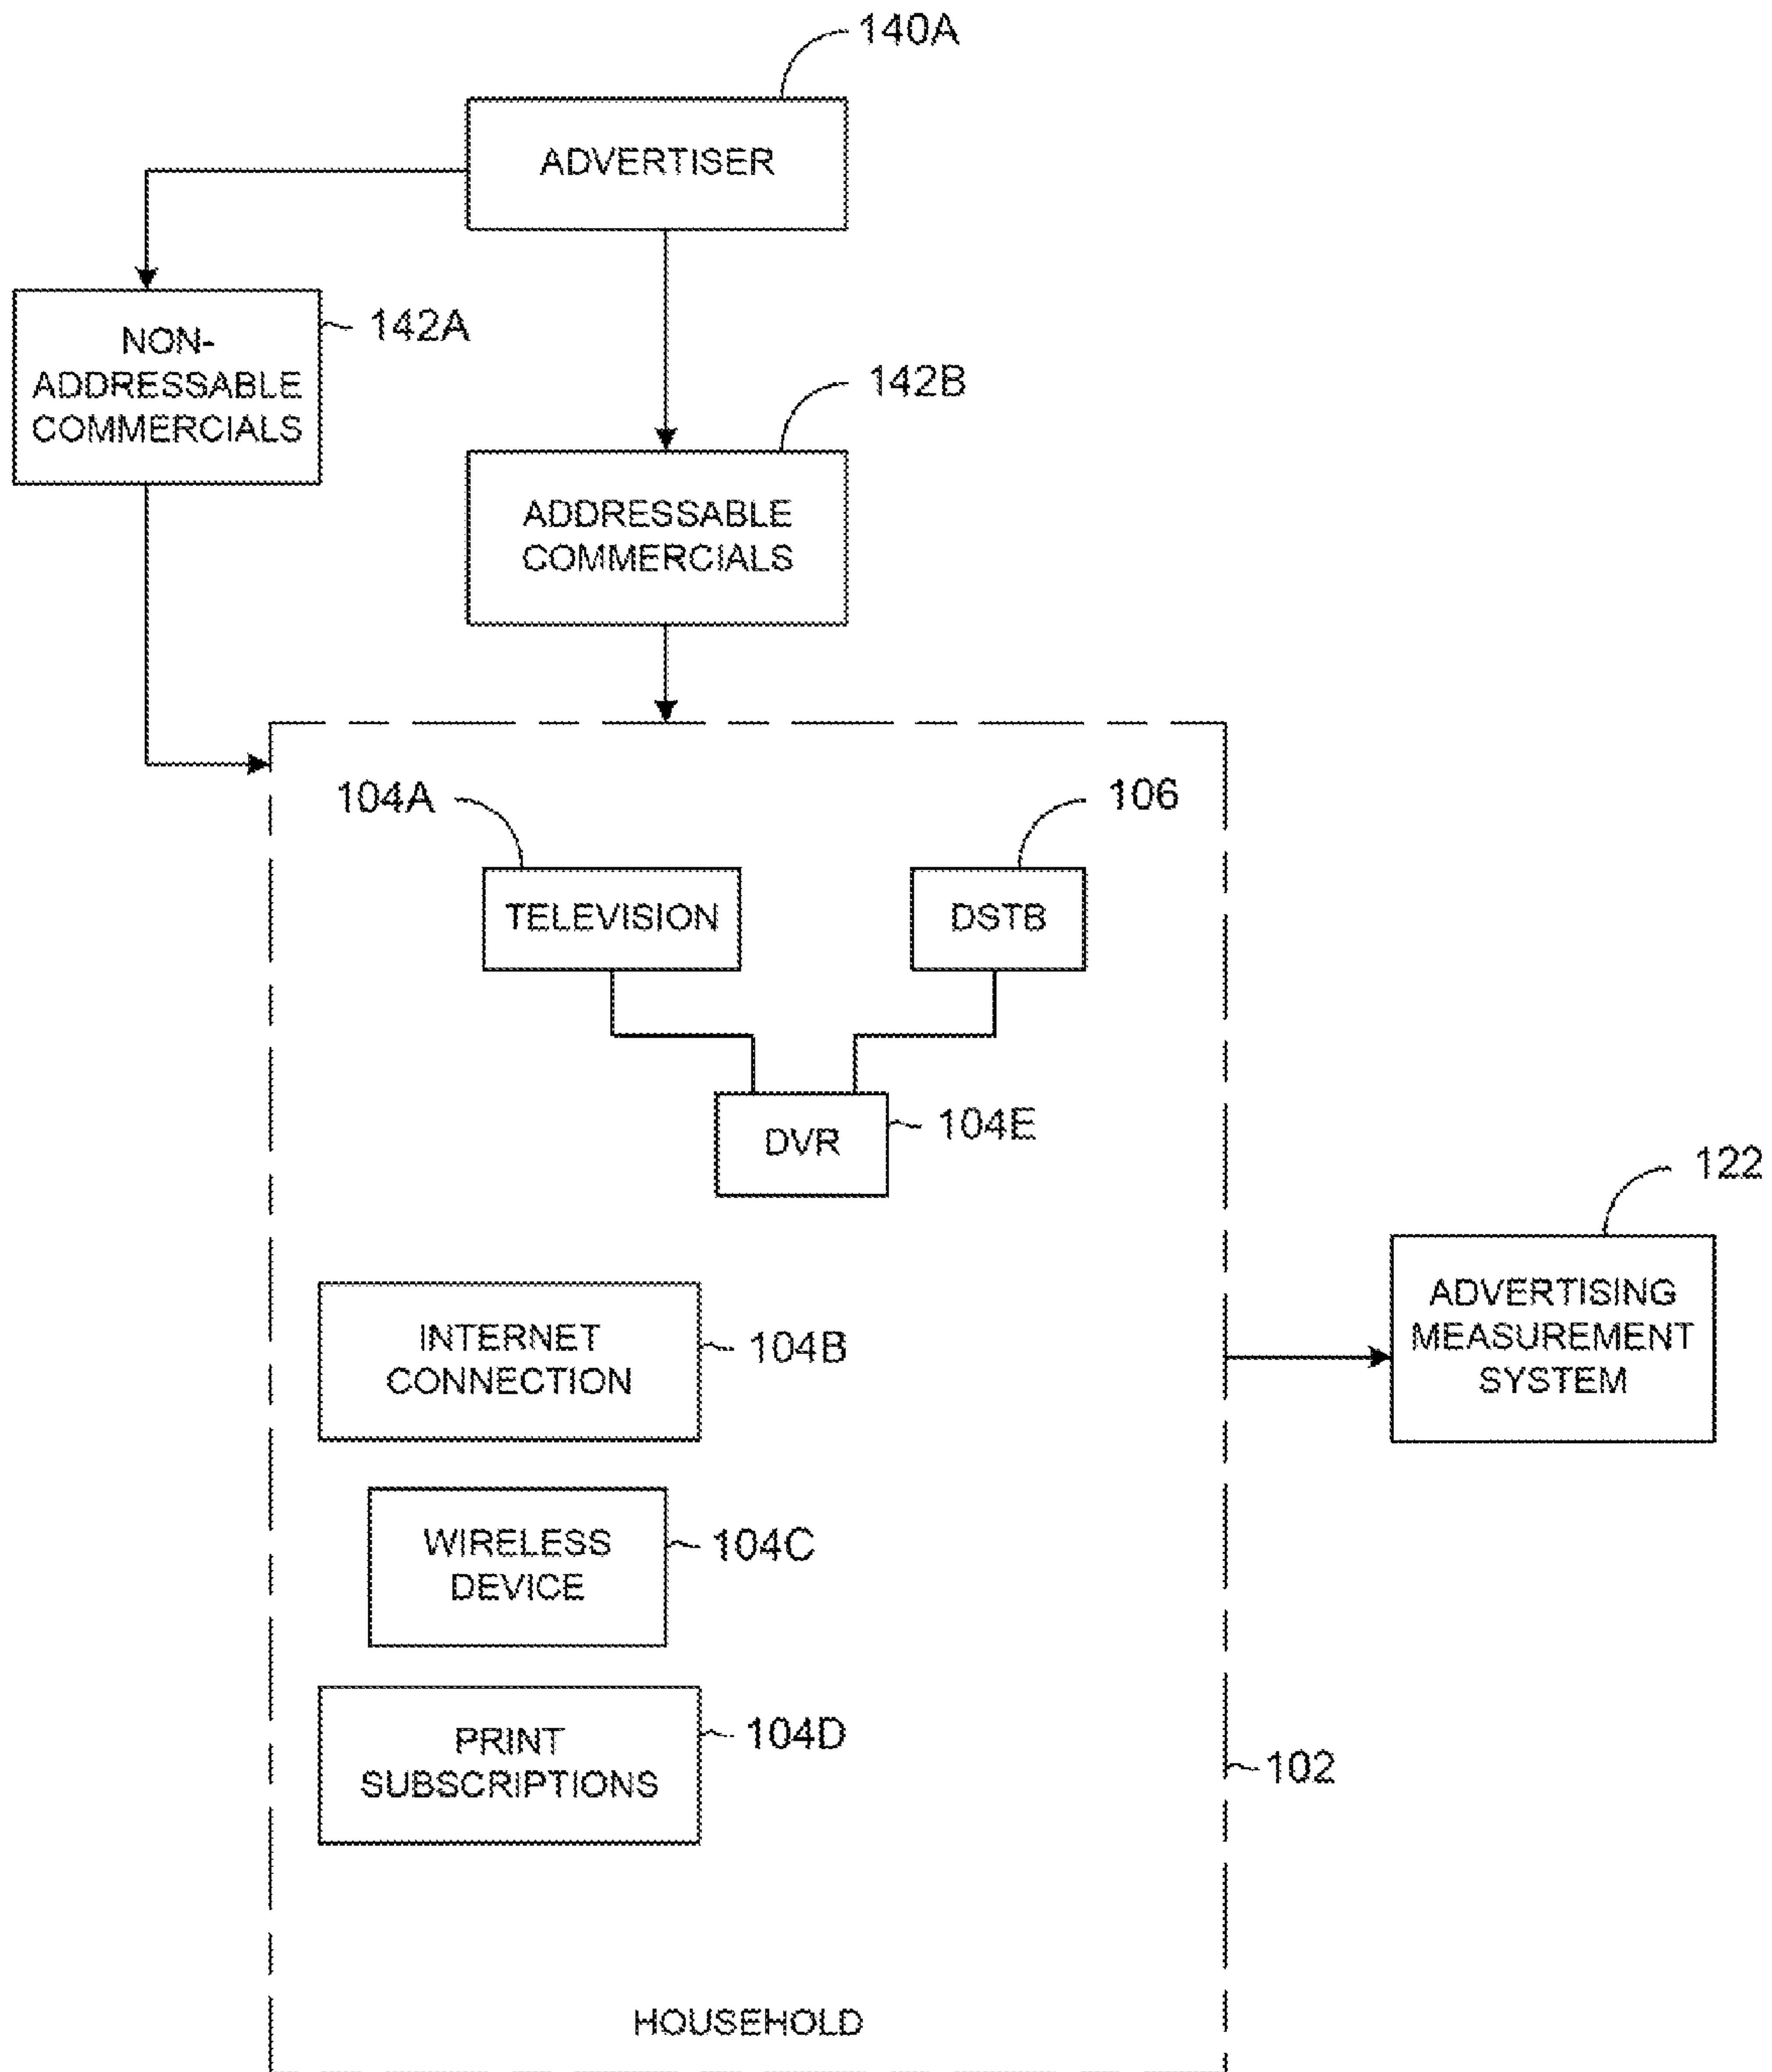 140A
ADVERTISER
NON-
ADDRESSABLE
COMMERCIALS
142A
142B
ADDRESSABLE
COMMERCIALS
104A
106
TELEVISION
DSTB
DVR
104E
122
ADVERTISING
MEASUREMENT
SYSTEM
INTERNET
CONNECTION
104B
WIRELESS
DEVICE
104C
PRINT
SUBSCRIPTIONS
104D
102
HOUSEHOLD